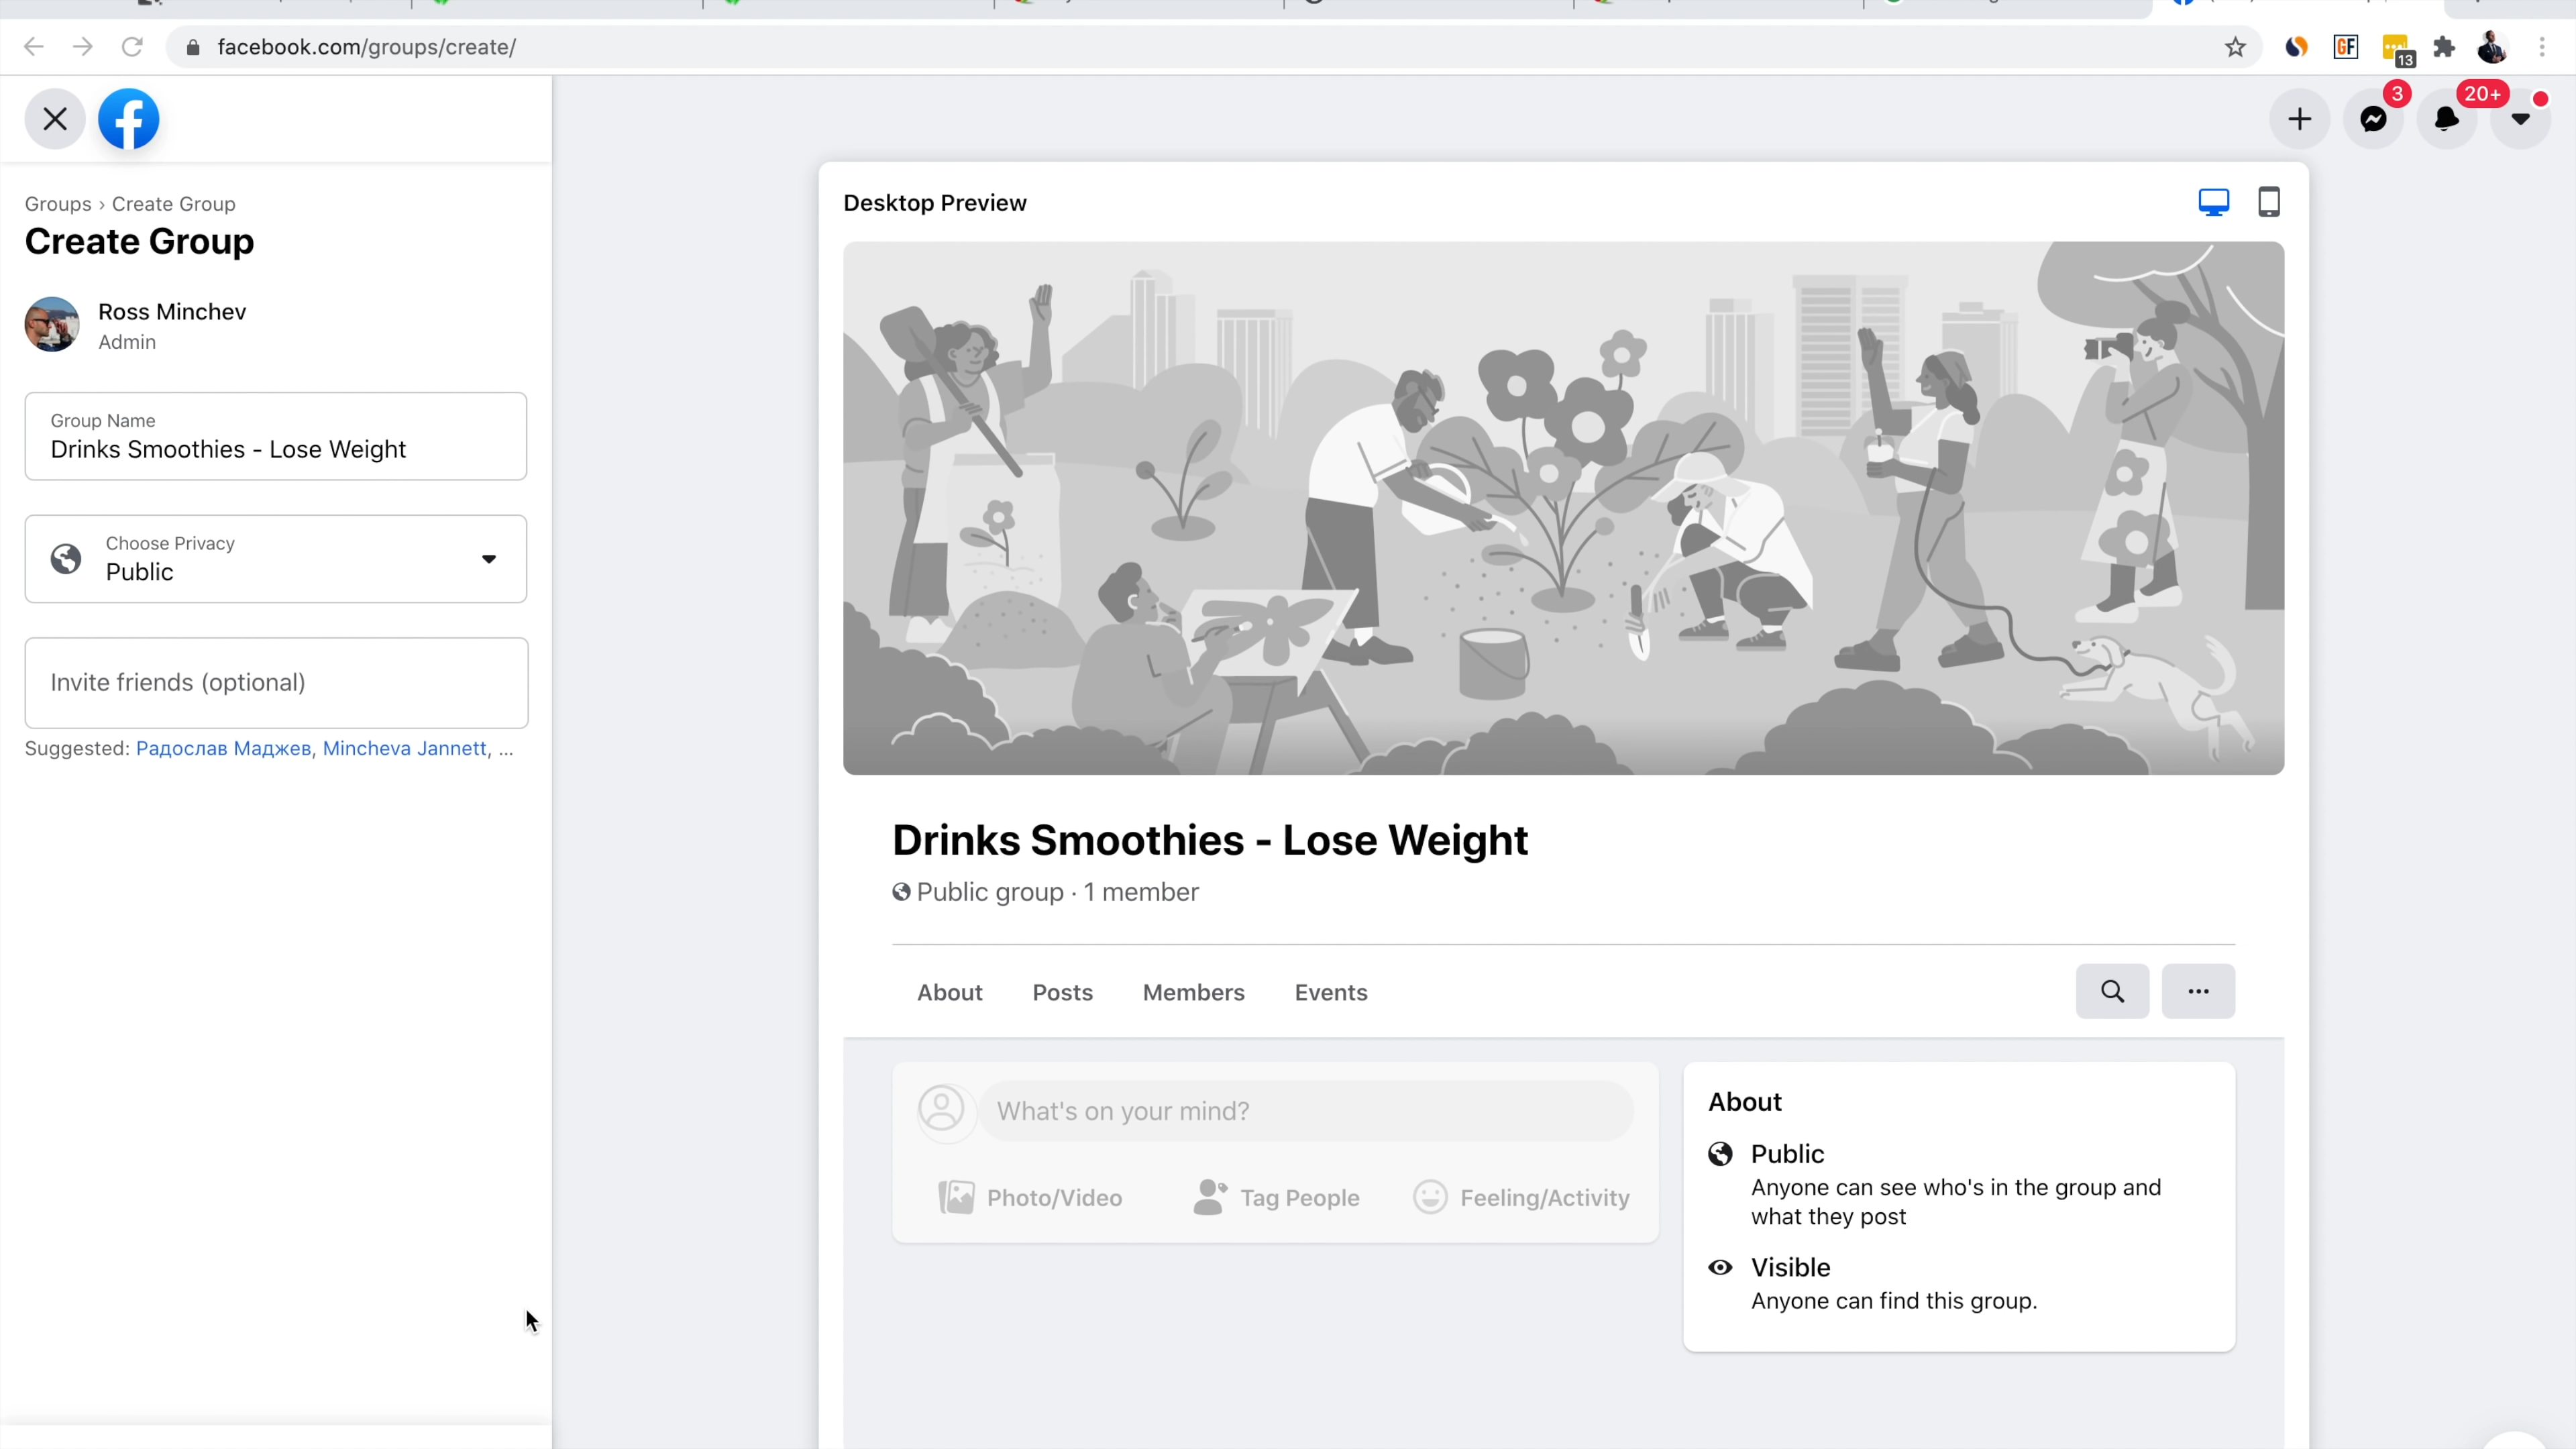 facebook.com/groups/create/
GF
13
3
20+
Groups › Create Group
Create Group
Ross Minchev
Admin
Group Name
Drinks Smoothies - Lose Weight
Choose Privacy
Public
Invite friends (optional)
Suggested: Радослав Маджев, Mincheva Jannett, ...
Desktop Preview
Drinks Smoothies - Lose Weight
Public group · 1 member
About Posts Members Events
What's on your mind?
Photo/Video Tag People Feeling/Activity
About
Public
Anyone can see who's in the group and
what they post
Visible
Anyone can find this group.